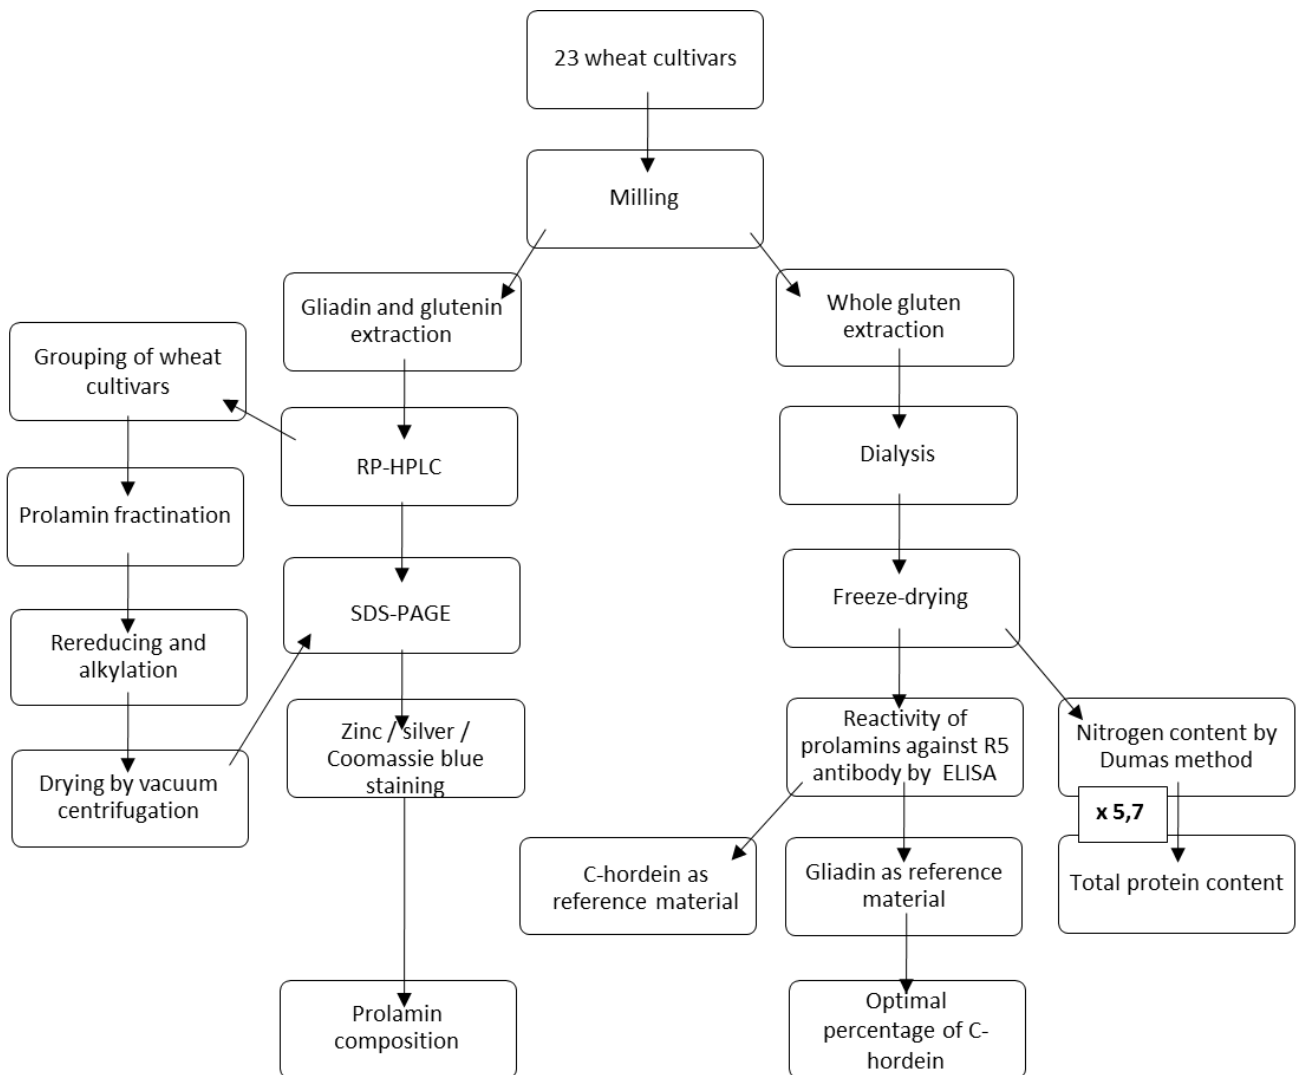 23 wheat cultivars
Milling
Gliadin and glutenin
extraction
Whole gluten
extraction
Grouping of wheat
cultivars
RP-HPLC
Dialysis
Prolamin fractination
SDS-PAGE
Freeze-drying
Rereducing and
alkylation
Zinc / silver /
Coomassie blue
staining
Reactivity of
prolamins against R5
antibody by ELISA
Nitrogen content by
Dumas method
Drying by vacuum
centrifugation
x 5,7
C-hordein as
reference material
Gliadin as reference
material
Total protein content
Prolamin
composition
Optimal
percentage of C-
hordein